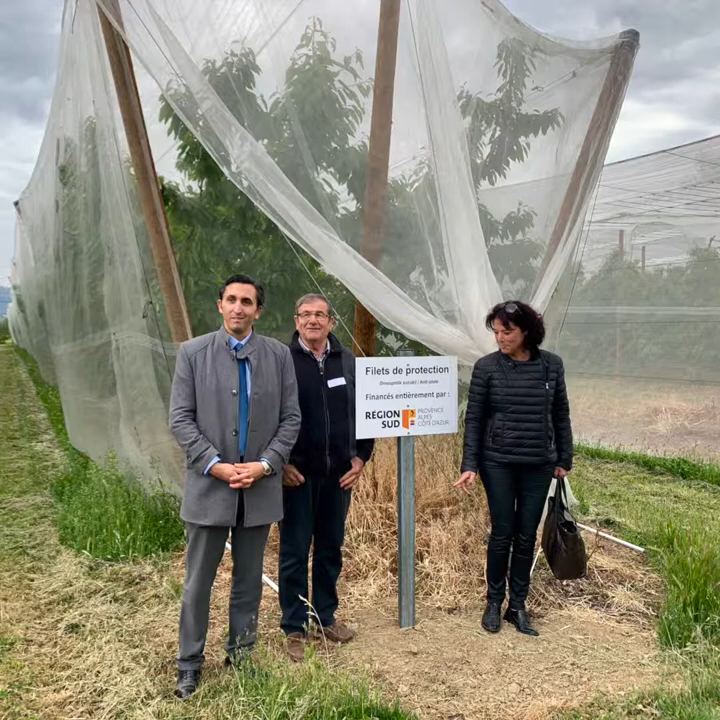 Filets de protection
Drosophila suzukii / Anti-pluie
Financés entièrement par :
RÉGION
SUD
PROVENCE
ALPES
CÔTE D'AZUR